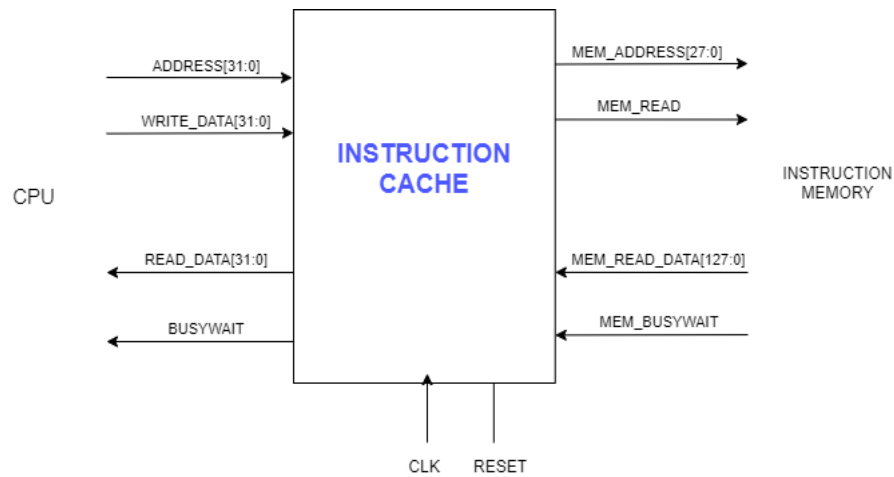 MEM_ADDRESS[27:0]
ADDRESS[31:0]
MEM_READ
WRITE_DATA[31:0]
INSTRUCTION
CACHE
CPU
INSTRUCTION
MEMORY
READ_DATA[31:0]
MEM_READ_DATA[127:0]
BUSYWAIT
MEM_BUSYWAIT
CLK
RESET